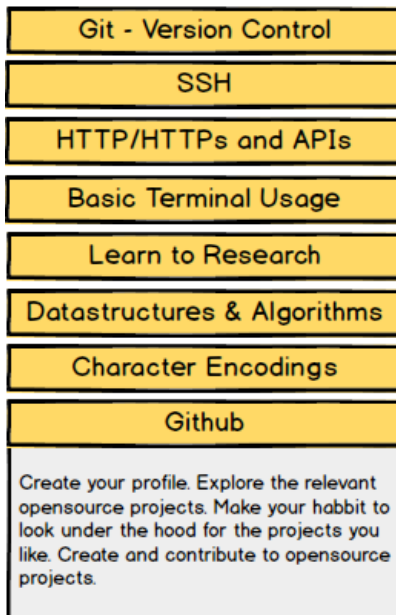 Git - Version Control
SSH
HTTP/HTTPs and APIs
Basic Terminal Usage
Learn to Research
Datastructures & Algorithms
Character Encodings
Github
Create your profile. Explore the relevant
opensource projects. Make your habbit to
look under the hood for the projects you
like. Create and contribute to opensource
projects.